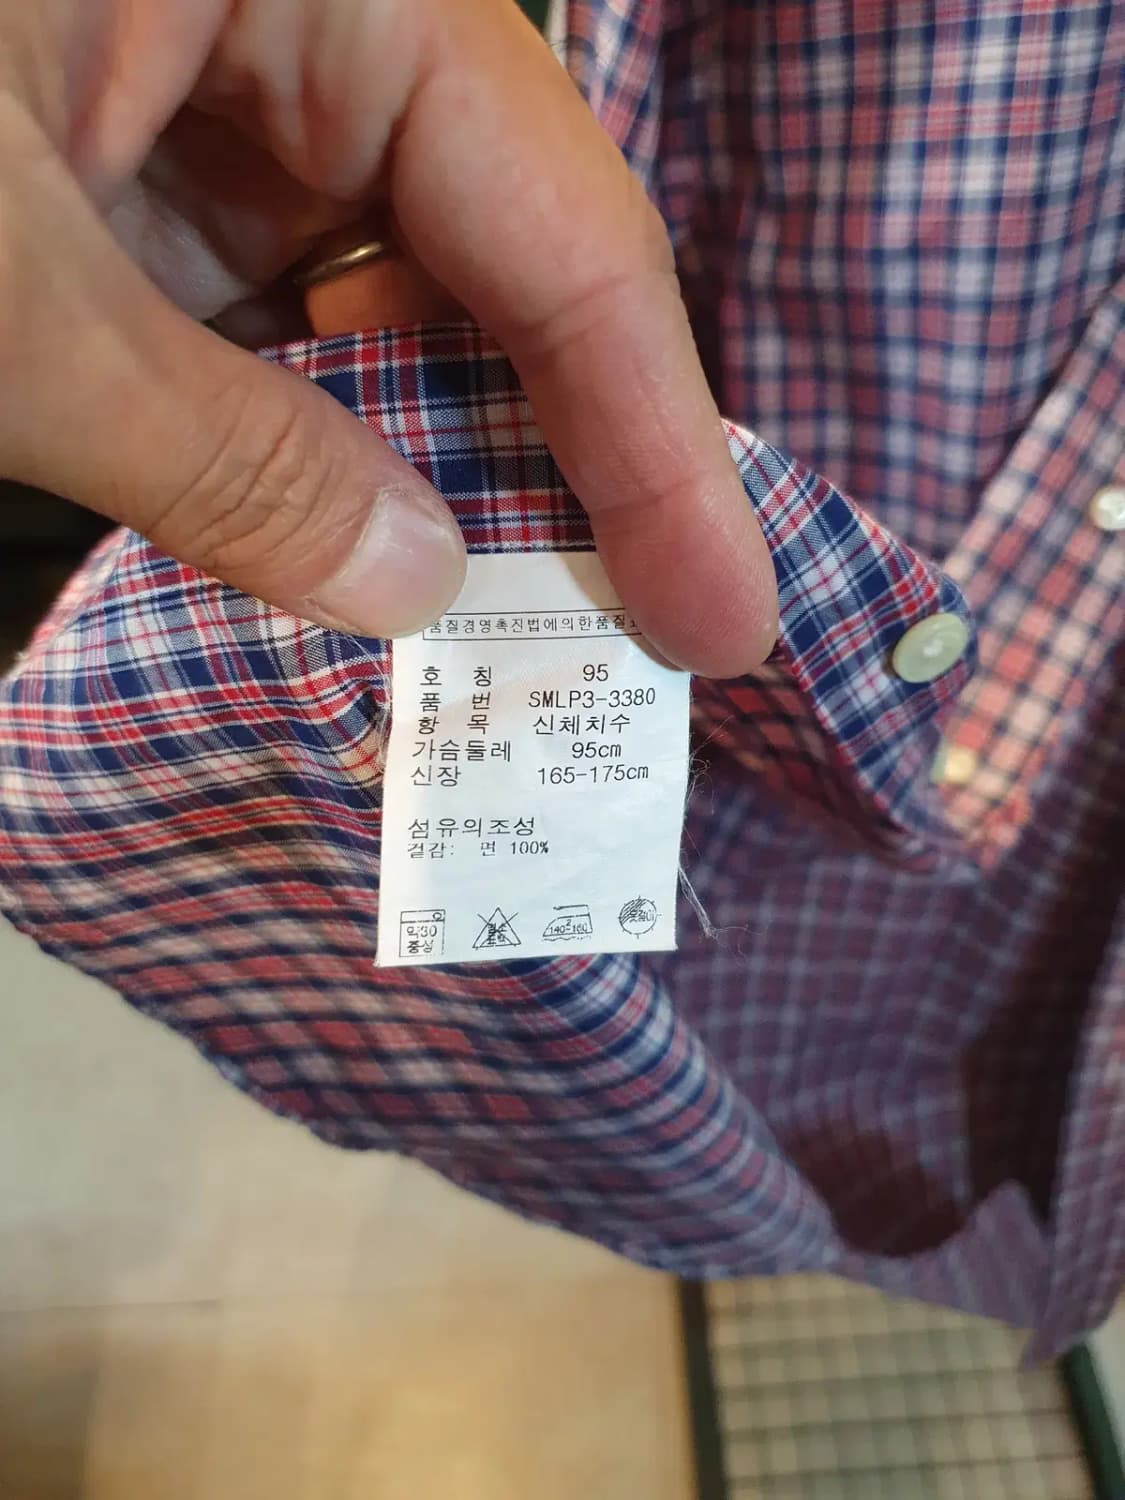 품질경영촉진법에의한품질표
호 칭 95
품 번 SMLP3-3380
항 목 신체치수
가슴둘레 95cm
신장 165-175cm
섬유의조성
겉감: 면 100%
약30
중성
140~160